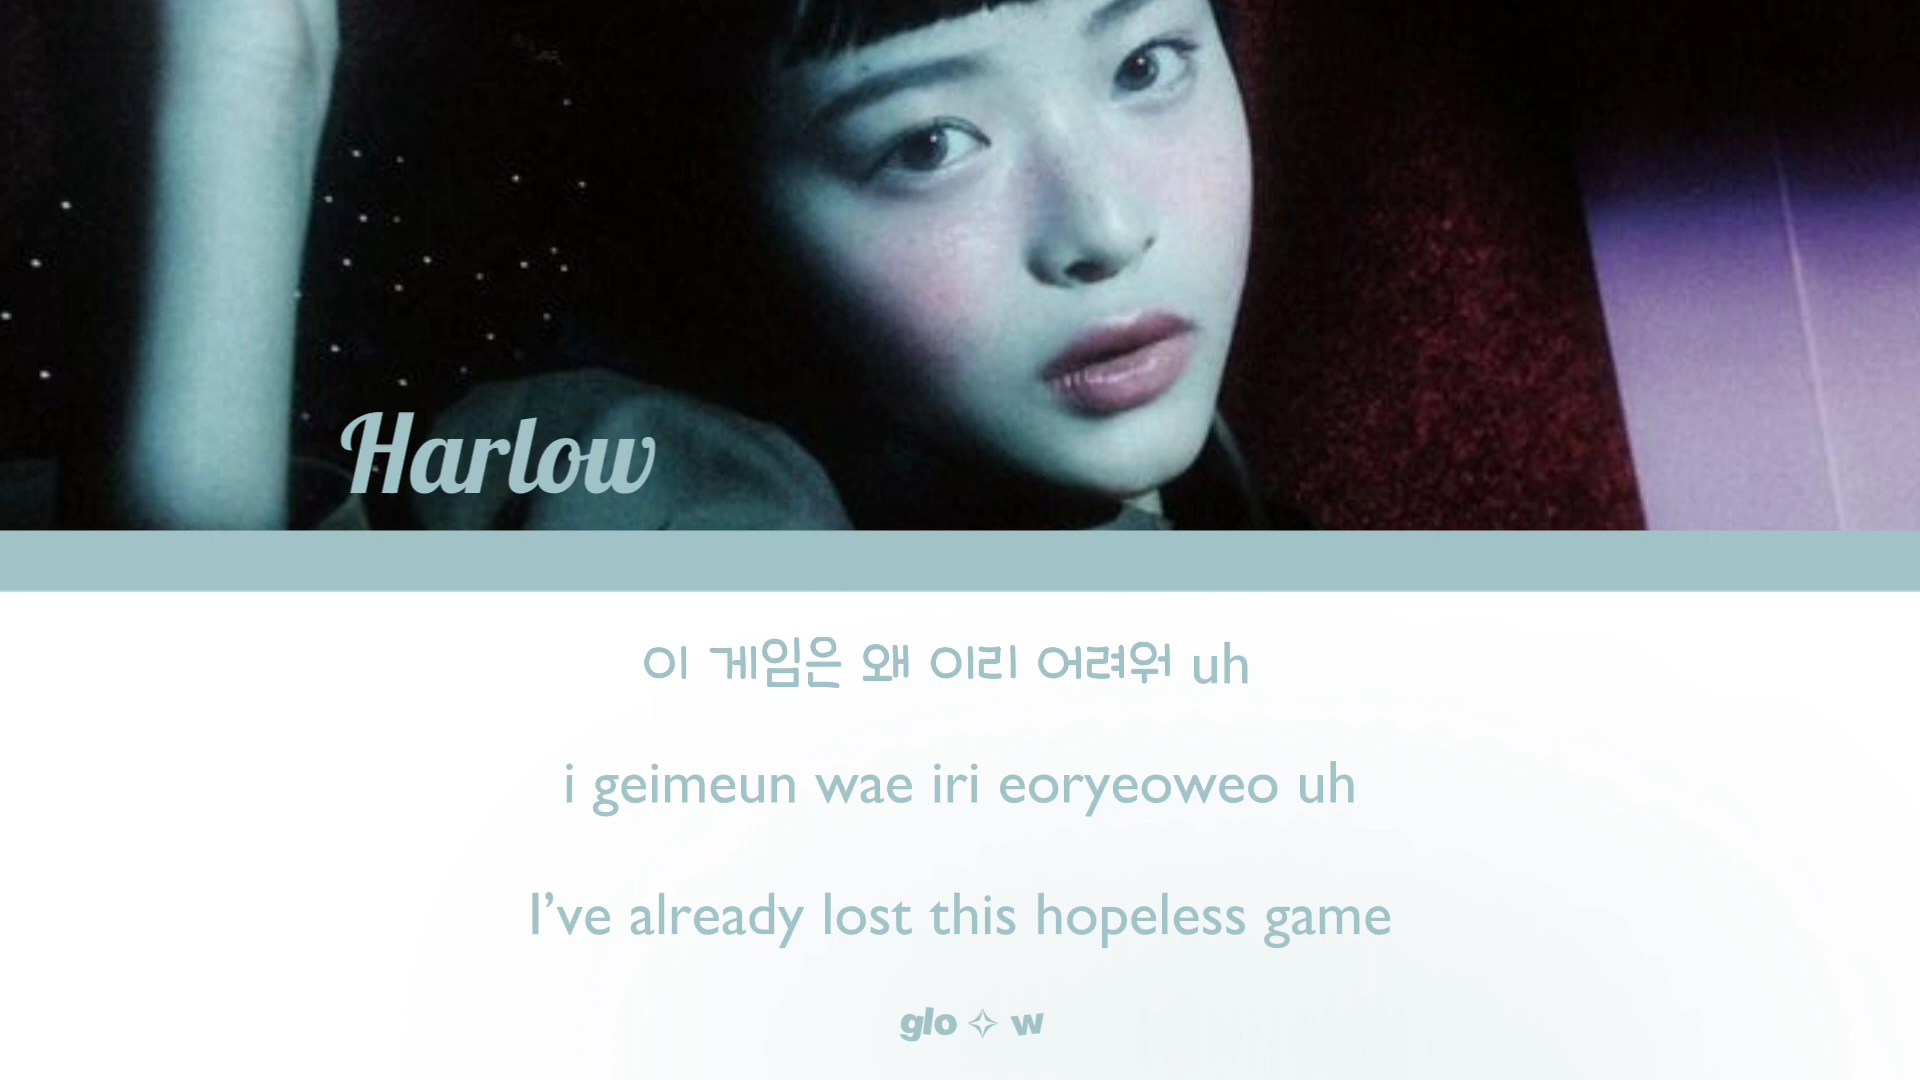 Harlow
이 게임은 왜 이리 어려워 uh
i geimeun wae iri eoryeoweo uh
I’ve already lost this hopeless game
glo✧w